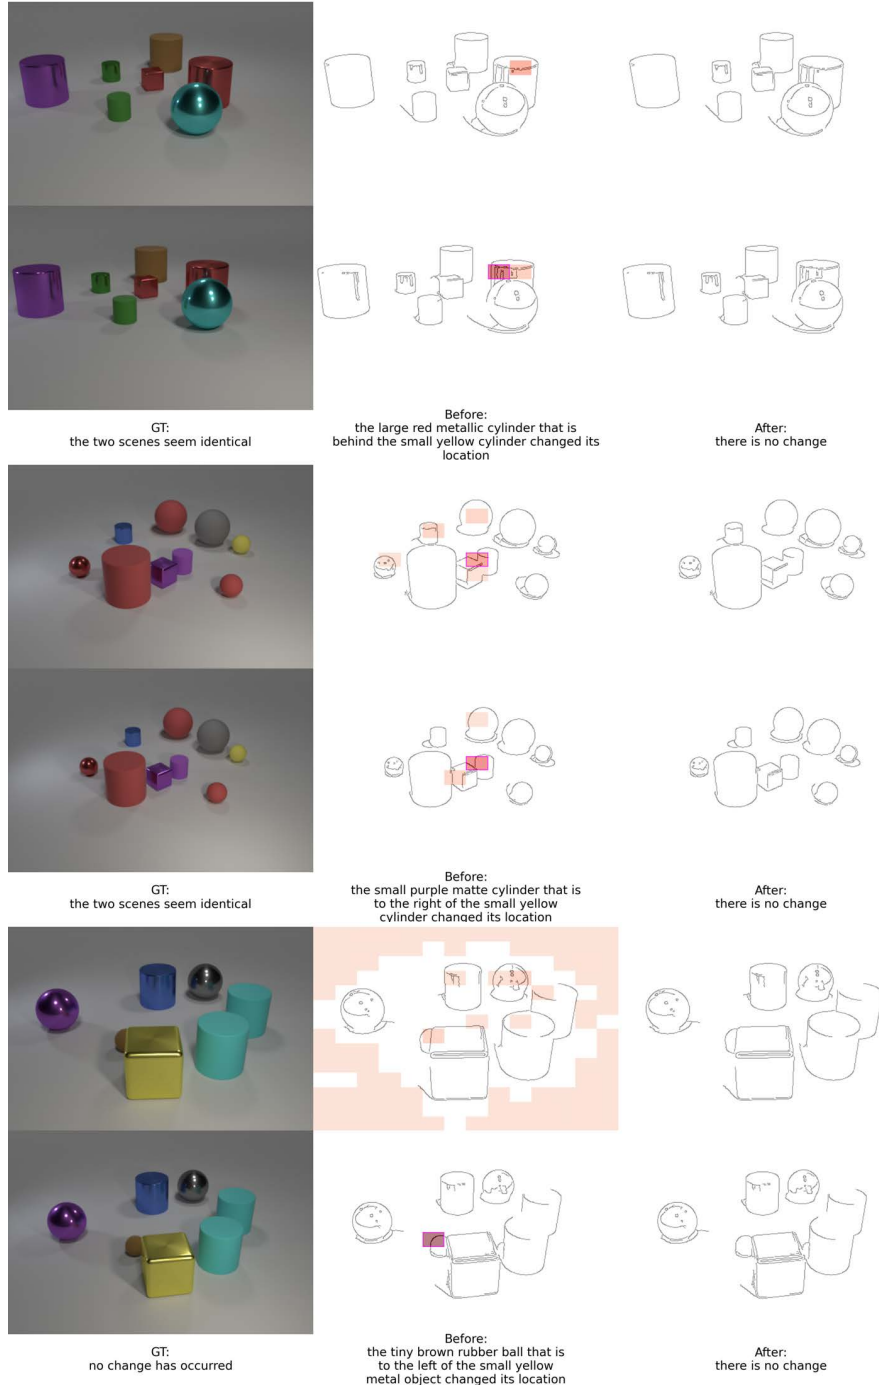 GT:
the two scenes seem identical
Before:
the large red metallic cylinder that is
behind the small yellow cylinder changed its
location
After:
there is no change
GT:
the two scenes seem identical
Before:
the small purple matte cylinder that is
to the right of the small yellow
cylinder changed its location
After:
there is no change
GT:
no change has occurred
Before:
the tiny brown rubber ball that is
to the left of the small yellow
metal object changed its location
After:
there is no change